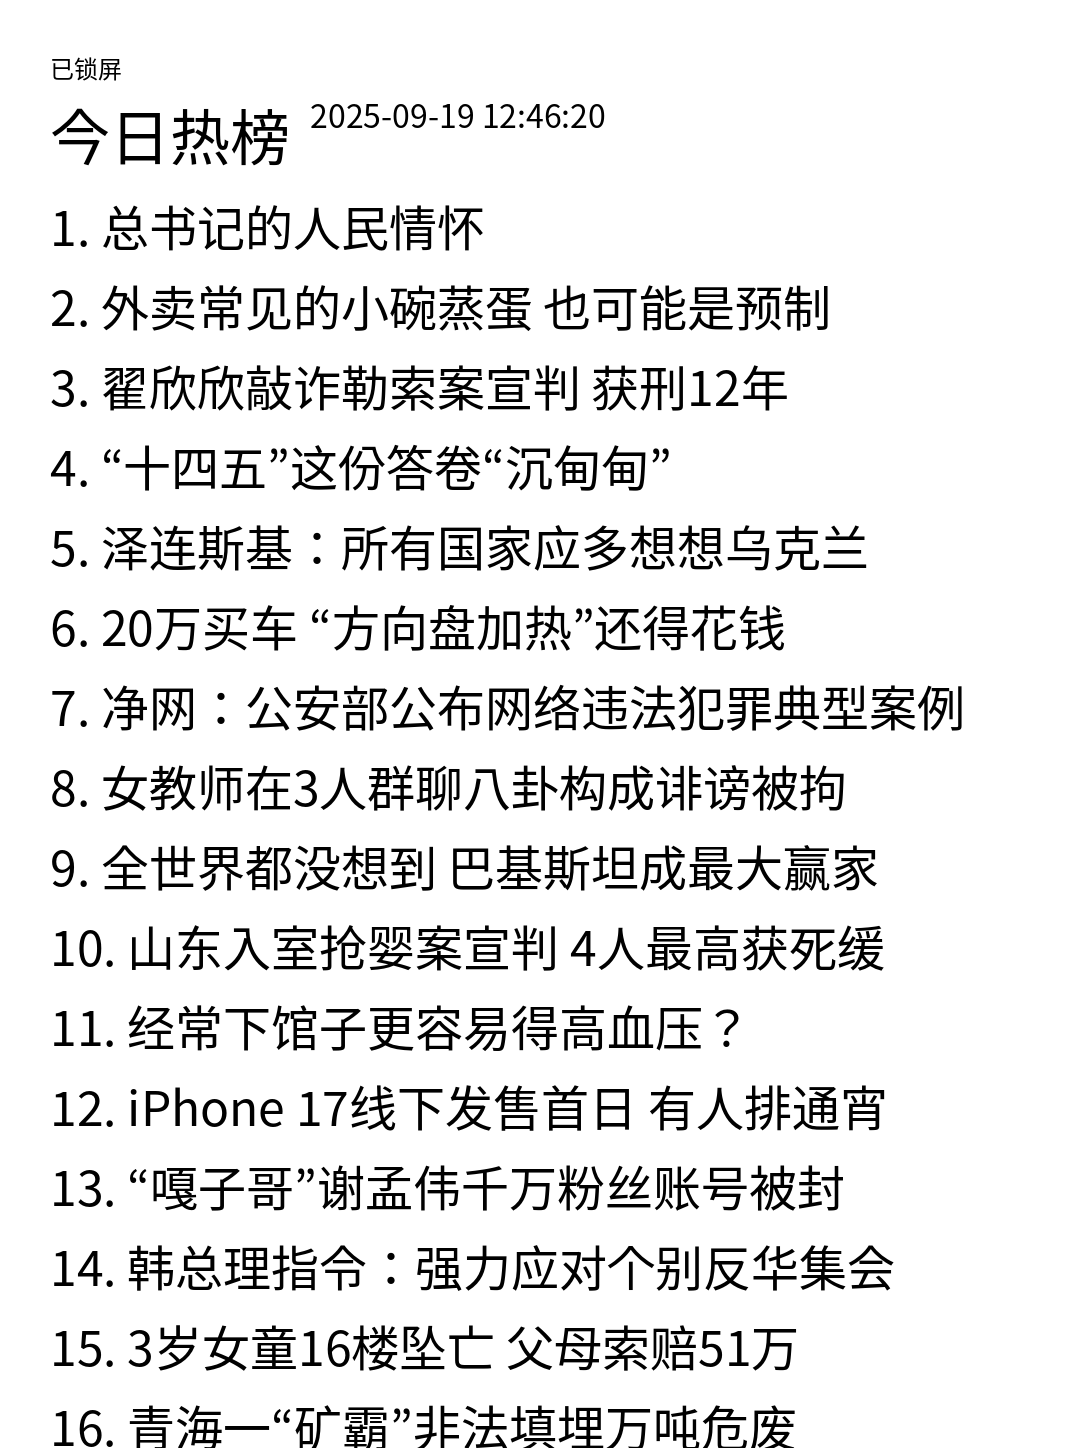 已锁屏
今日热榜 2025-09-19 12:46:20
1. 总书记的人民情怀
2. 外卖常见的小碗蒸蛋 也可能是预制
3. 翟欣欣敲诈勒索案宣判 获刑12年
4. “十四五”这份答卷“沉甸甸”
5. 泽连斯基：所有国家应多想想乌克兰
6. 20万买车 “方向盘加热”还得花钱
7. 净网：公安部公布网络违法犯罪典型案例
8. 女教师在3人群聊八卦构成诽谤被拘
9. 全世界都没想到 巴基斯坦成最大赢家
10. 山东入室抢婴案宣判 4人最高获死缓
11. 经常下馆子更容易得高血压？
12. iPhone 17线下发售首日 有人排通宵
13. “嘎子哥”谢孟伟千万粉丝账号被封
14. 韩总理指令：强力应对个别反华集会
15. 3岁女童16楼坠亡 父母索赔51万
16. 青海一“矿霸”非法填埋万吨危废